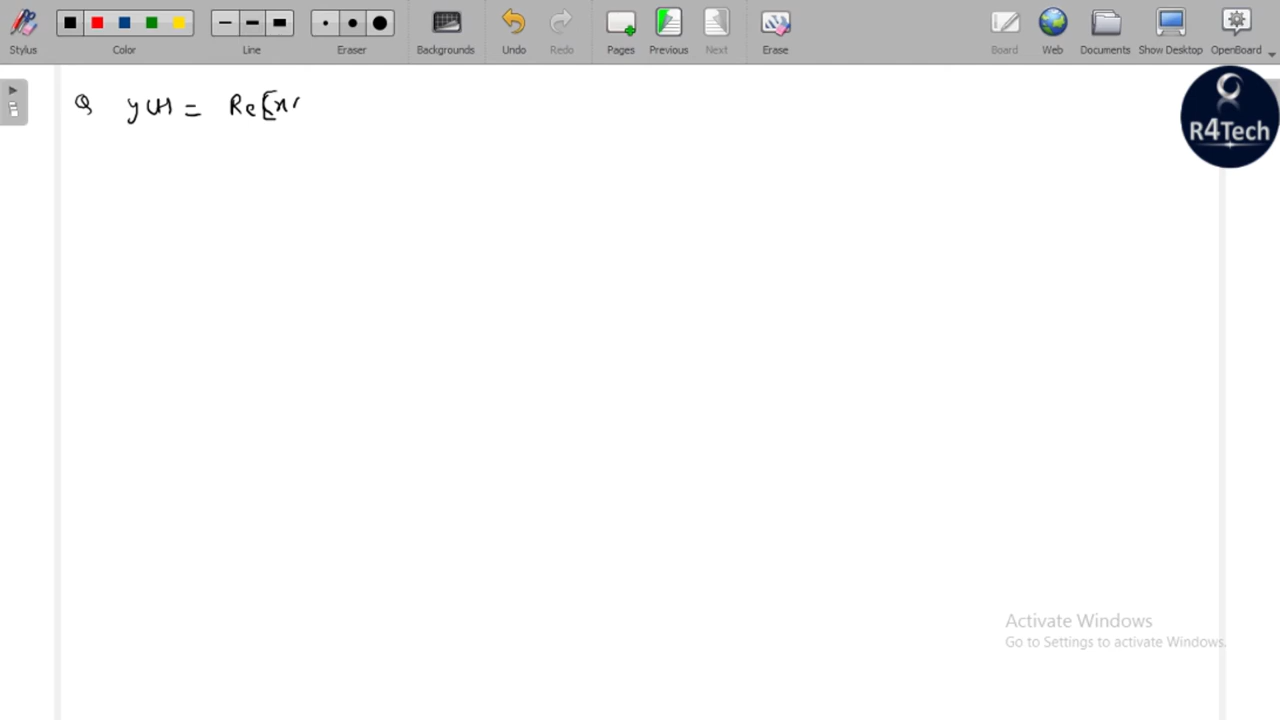 Stylus Color Line Eraser Backgrounds Undo Redo Pages Previous Next Erase Board Web Documents Show Desktop OpenBoard
R4Tech
Q y(t) = Re[x(
Activate Windows
Go to Settings to activate Windows.